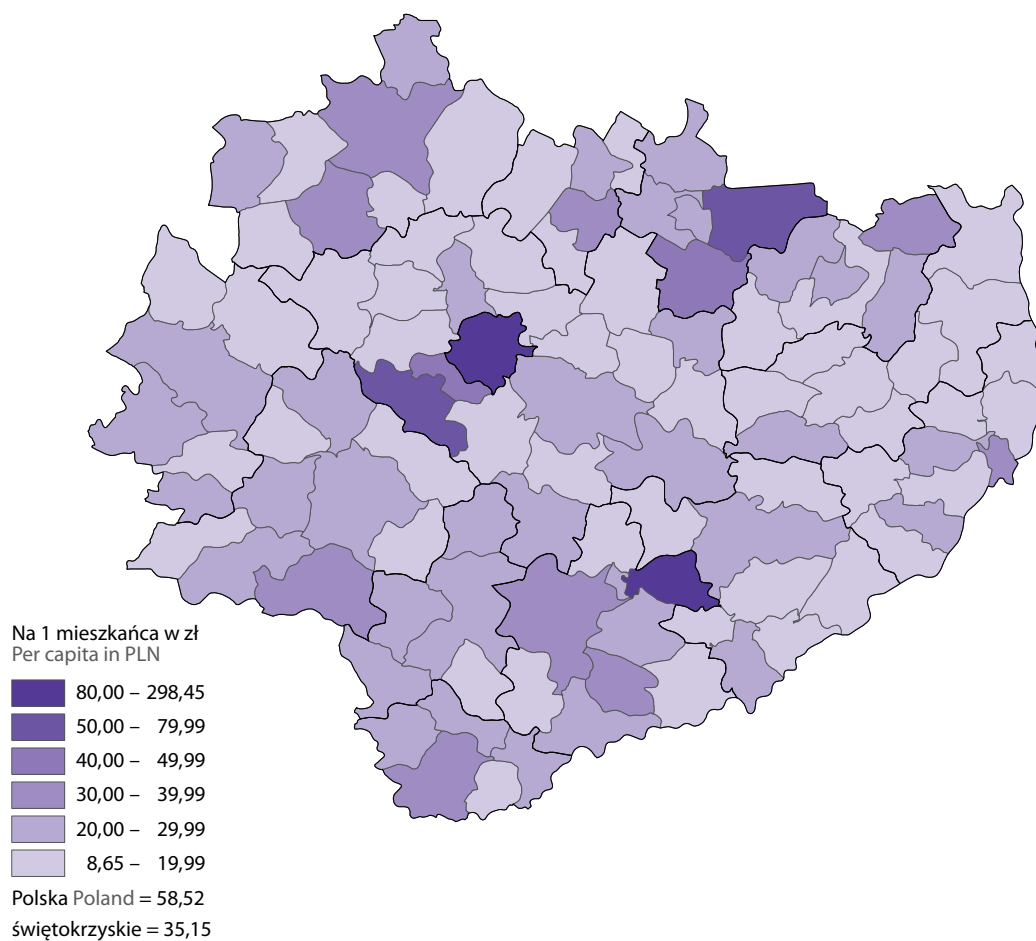 Na 1 mieszkańca w zł
Per capita in PLN
80,00 – 298,45
50,00 – 79,99
40,00 – 49,99
30,00 – 39,99
20,00 – 29,99
8,65 – 19,99
Polska Poland = 58,52
świętokrzyskie = 35,15